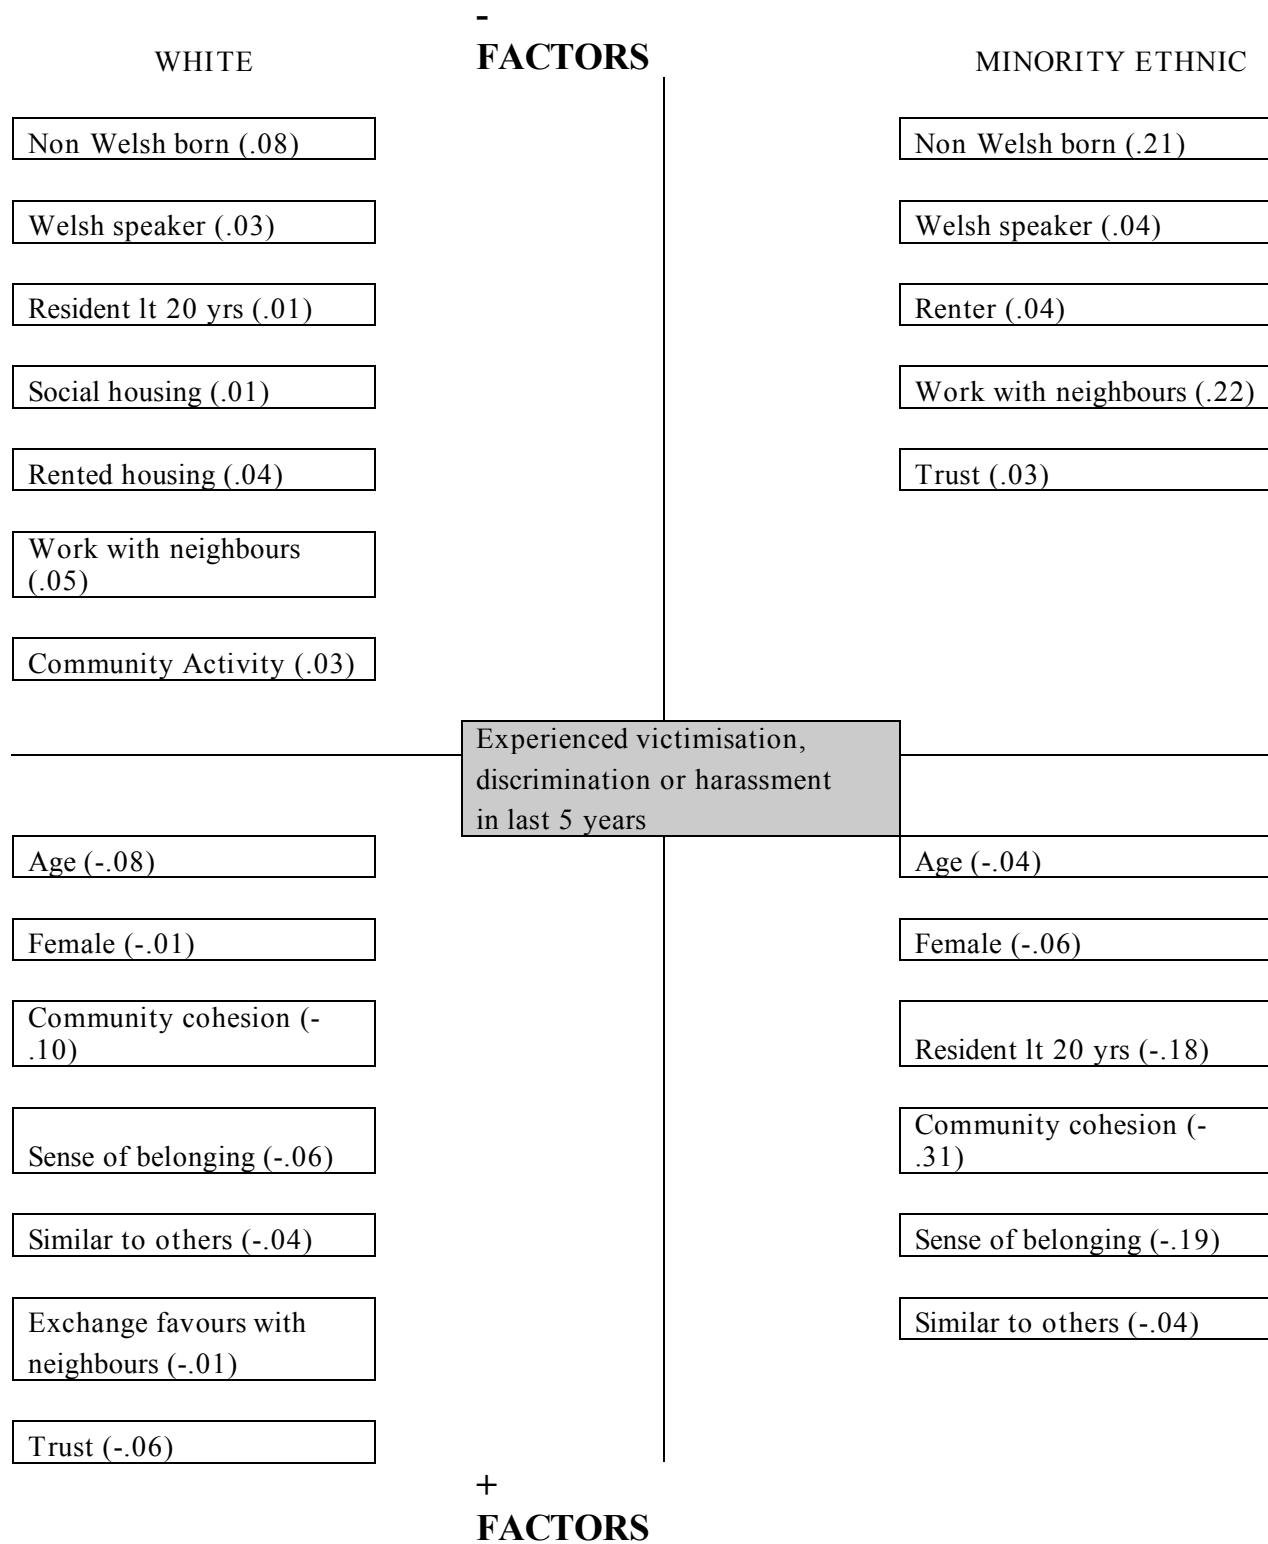 -
FACTORS
WHITE
MINORITY ETHNIC
Non Welsh born (.08)
Non Welsh born (.21)
Welsh speaker (.03)
Welsh speaker (.04)
Resident lt 20 yrs (.01)
Renter (.04)
Social housing (.01)
Work with neighbours (.22)
Rented housing (.04)
Trust (.03)
Work with neighbours
(.05)
Community Activity (.03)
Experienced victimisation,
discrimination or harassment
in last 5 years
Age (-.08)
Age (-.04)
Female (-.01)
Female (-.06)
Community cohesion (-
.10)
Resident lt 20 yrs (-.18)
Sense of belonging (-.06)
Community cohesion (-
.31)
Similar to others (-.04)
Sense of belonging (-.19)
Exchange favours with
neighbours (-.01)
Similar to others (-.04)
Trust (-.06)
+
FACTORS